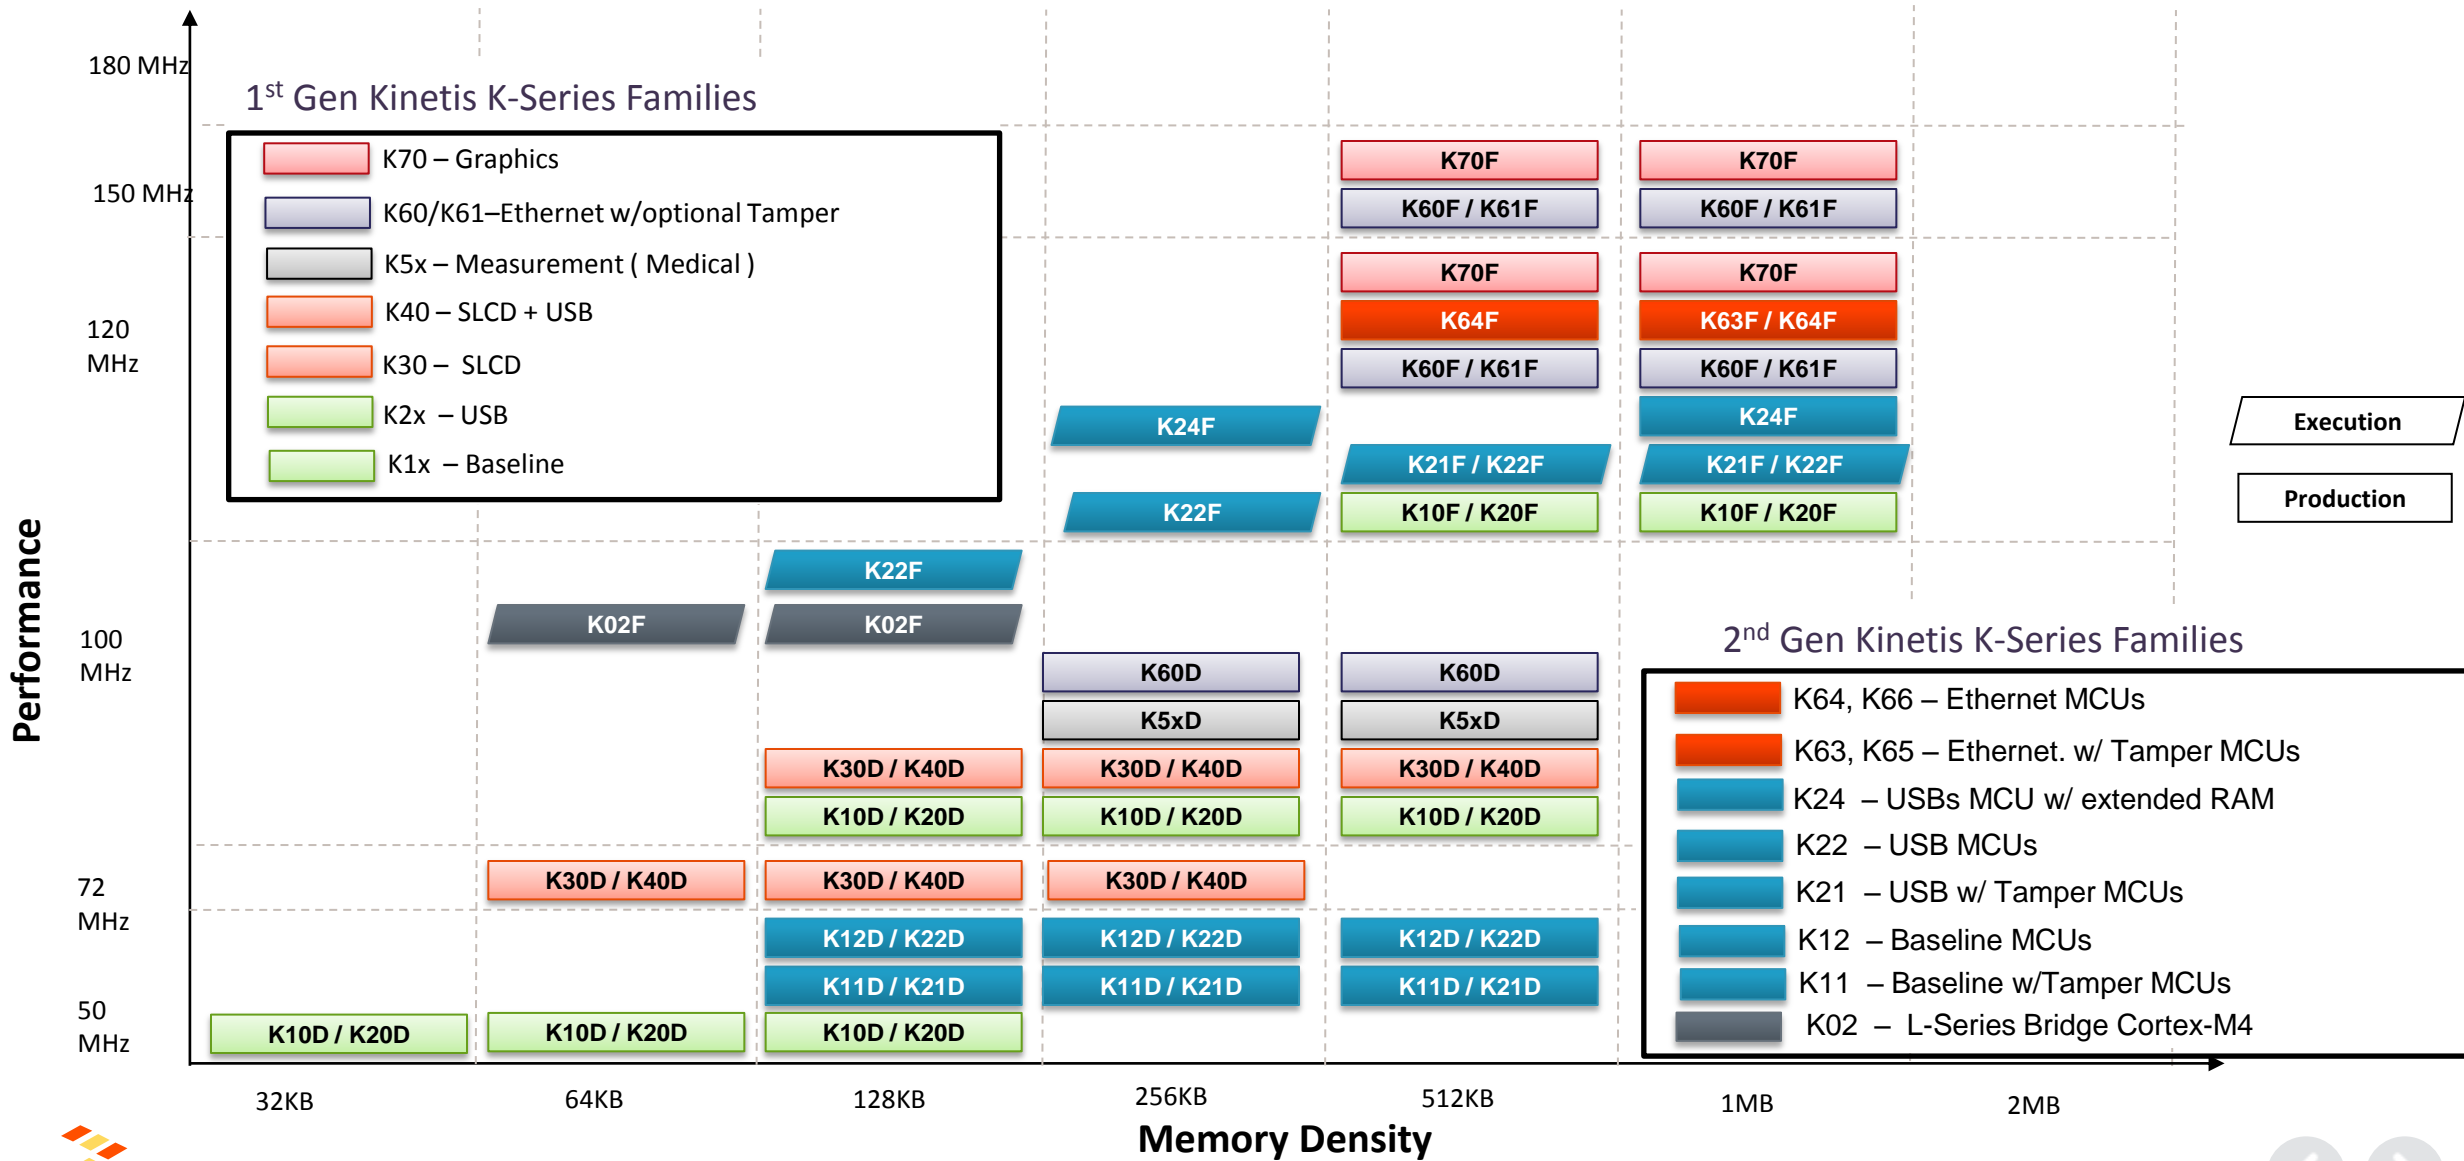 180 MHz
1st Gen Kinetis K-Series Families
K70 – Graphics
K70F
K70F
150 MHz
K60/K61–Ethernet w/optional Tamper
K60F / K61F
K60F / K61F
K5x – Measurement ( Medical )
K70F
K70F
K40 – SLCD + USB
K64F
K63F / K64F
120
MHz
K30 – SLCD
K60F / K61F
K60F / K61F
K2x – USB
K24F
K24F
Execution
K1x – Baseline
K21F / K22F
K21F / K22F
K22F
K10F / K20F
K10F / K20F
Production
Performance
K22F
K02F
K02F
100
MHz
2nd Gen Kinetis K-Series Families
K60D
K60D
K64, K66 – Ethernet MCUs
K5xD
K5xD
K63, K65 – Ethernet. w/ Tamper MCUs
K30D / K40D
K30D / K40D
K30D / K40D
K24 – USBs MCU w/ extended RAM
K10D / K20D
K10D / K20D
K10D / K20D
K22 – USB MCUs
72
MHz
K30D / K40D
K30D / K40D
K30D / K40D
K21 – USB w/ Tamper MCUs
K12D / K22D
K12D / K22D
K12D / K22D
K12 – Baseline MCUs
K11D / K21D
K11D / K21D
K11D / K21D
K11 – Baseline w/Tamper MCUs
50
MHz
K10D / K20D
K10D / K20D
K10D / K20D
K02 – L-Series Bridge Cortex-M4
32KB
64KB
128KB
256KB
512KB
1MB
2MB
Memory Density